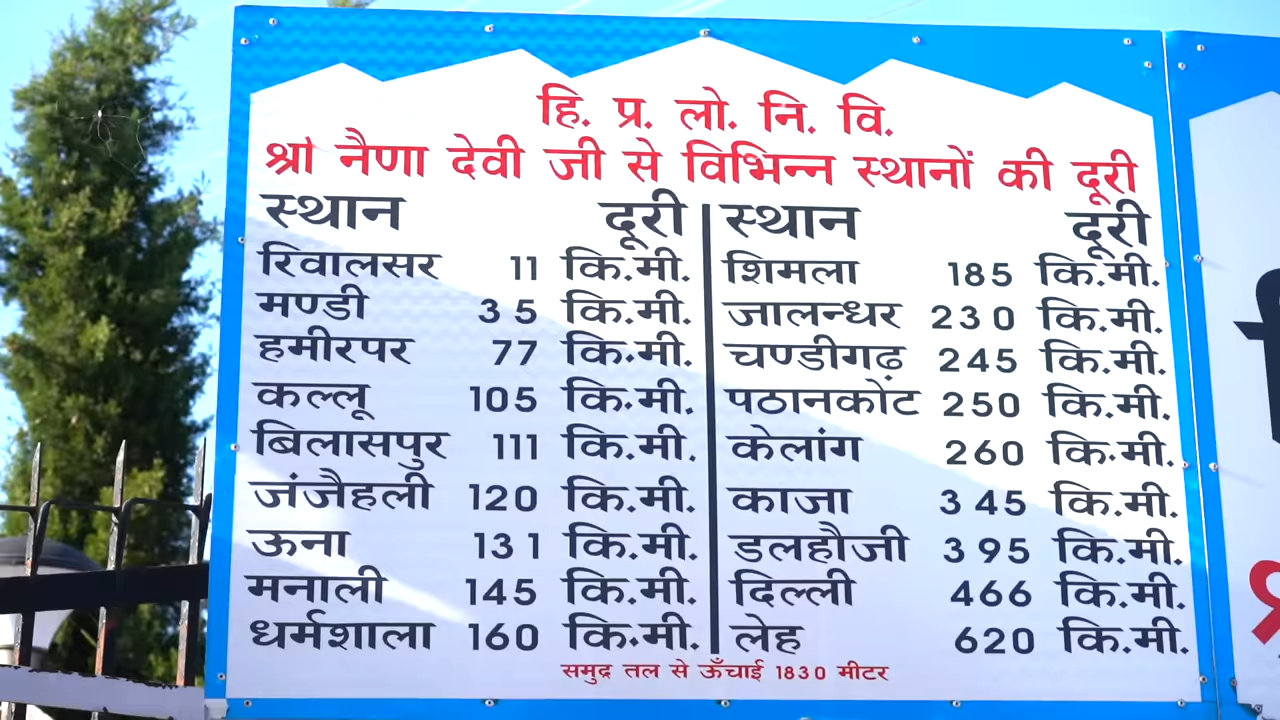 हि. प्र. लो. नि. वि.
श्री नैणा देवी जी से विभिन्न स्थानों की दूरी
स्थान दूरी स्थान दूरी
रिवालसर 11 कि.मी. शिमला 185 कि.मी.
मण्डी 35 कि.मी. जालन्धर 230 कि.मी.
हमीरपर 77 कि.मी. चण्डीगढ़ 245 कि.मी.
कल्लू 105 कि.मी. पठानकोट 250 कि.मी.
बिलासपुर 111 कि.मी. केलांग 260 कि.मी.
जंजैहली 120 कि.मी. काजा 345 कि.मी.
ऊना 131 कि.मी. डलहौजी 395 कि.मी.
मनाली 145 कि.मी. दिल्ली 466 कि.मी.
धर्मशाला 160 कि.मी. लेह 620 कि.मी.
समुद्र तल से ऊँचाई 1830 मीटर